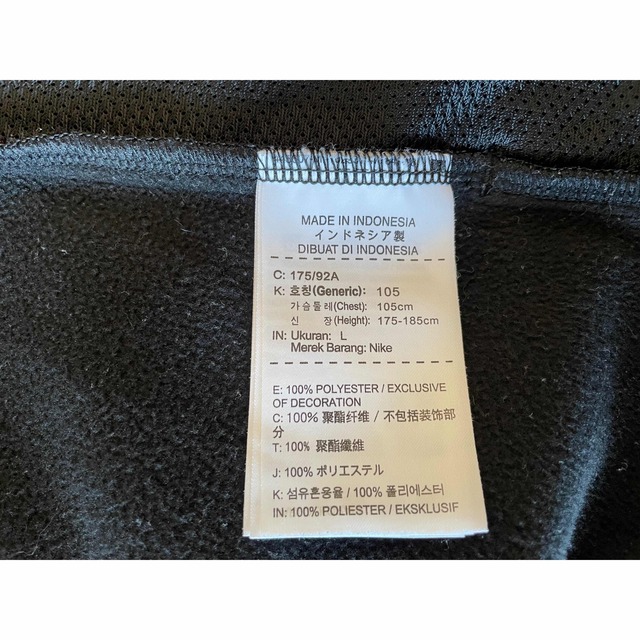 MADE IN INDONESIA
インドネシア製
DIBUAT DI INDONESIA
C: 175/92A
K: 호칭(Generic): 105
가슴둘레(Chest): 105cm
신 장(Height): 175-185cm
IN: Ukuran: L
Merek Barang: Nike
E: 100% POLYESTER / EXCLUSIVE
OF DECORATION
C: 100% 聚酯纤维 / 不包括装饰部
分
T: 100% 聚酯纖維
J: 100% ポリエステル
K: 섬유혼용율 / 100% 폴리에스터
IN: 100% POLIESTER / EKSKLUSIF